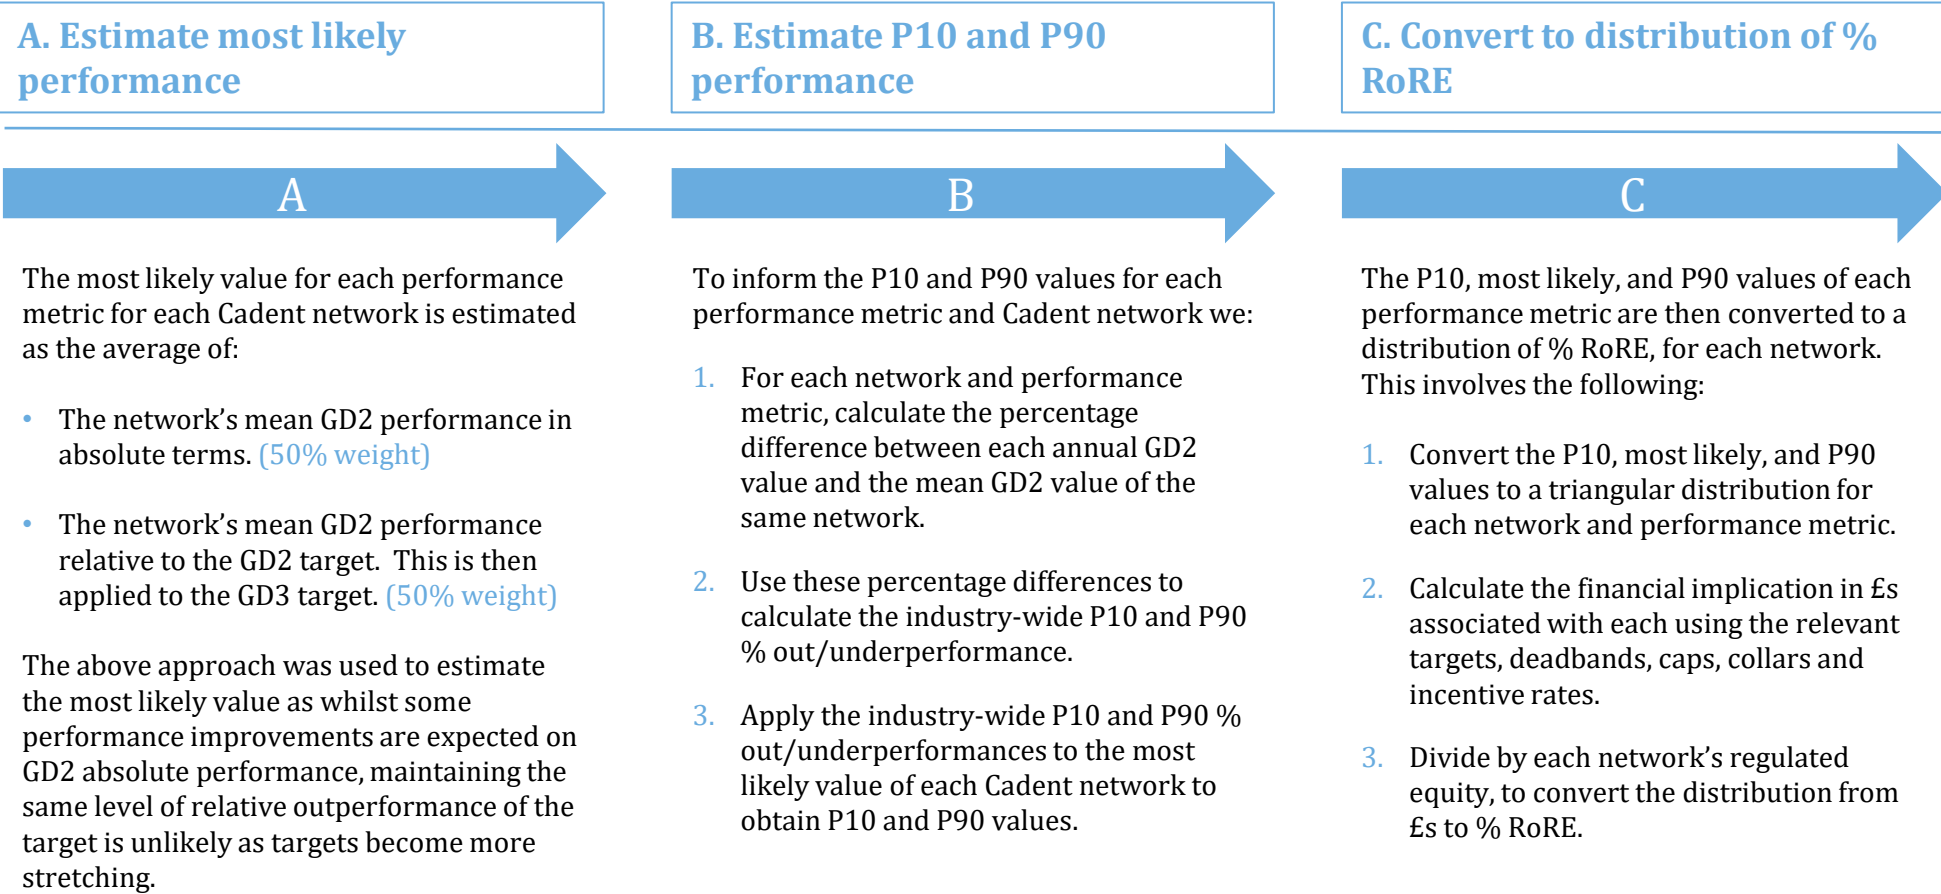 A. Estimate most likely
performance
B. Estimate P10 and P90
performance
C. Convert to distribution of %
RoRE
A
B
C
The most likely value for each performance
metric for each Cadent network is estimated
as the average of:
• The network’s mean GD2 performance in
absolute terms. (50% weight)
• The network’s mean GD2 performance
relative to the GD2 target. This is then
applied to the GD3 target. (50% weight)
The above approach was used to estimate
the most likely value as whilst some
performance improvements are expected on
GD2 absolute performance, maintaining the
same level of relative outperformance of the
target is unlikely as targets become more
stretching.
To inform the P10 and P90 values for each
performance metric and Cadent network we:
1. For each network and performance
metric, calculate the percentage
difference between each annual GD2
value and the mean GD2 value of the
same network.
2. Use these percentage differences to
calculate the industry-wide P10 and P90
% out/underperformance.
3. Apply the industry-wide P10 and P90 %
out/underperformances to the most
likely value of each Cadent network to
obtain P10 and P90 values.
The P10, most likely, and P90 values of each
performance metric are then converted to a
distribution of % RoRE, for each network.
This involves the following:
1. Convert the P10, most likely, and P90
values to a triangular distribution for
each network and performance metric.
2. Calculate the financial implication in £s
associated with each using the relevant
targets, deadbands, caps, collars and
incentive rates.
3. Divide by each network’s regulated
equity, to convert the distribution from
£s to % RoRE.